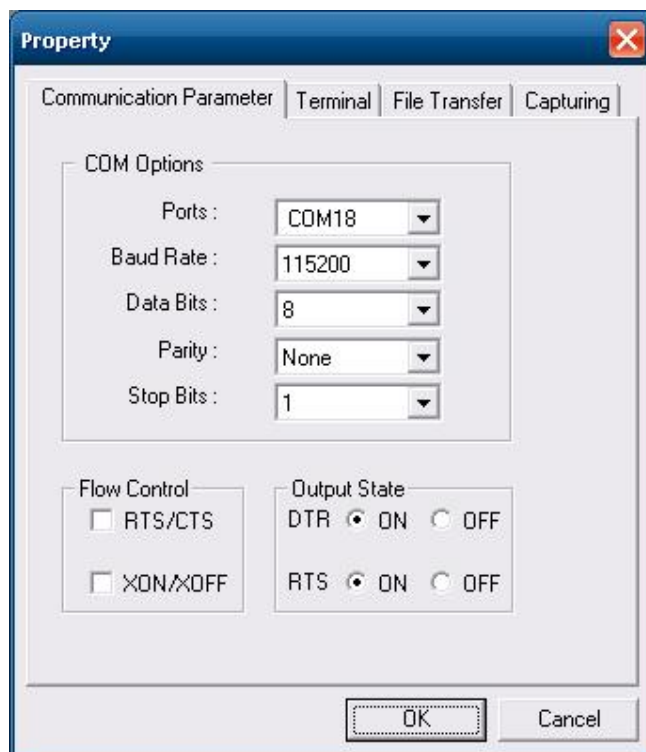 Property
Communication Parameter Terminal File Transfer Capturing
COM Options
Ports : COM18
Baud Rate : 115200
Data Bits : 8
Parity : None
Stop Bits : 1
Flow Control
RTS/CTS
XON/XOFF
Output State
DTR ON OFF
RTS ON OFF
OK Cancel